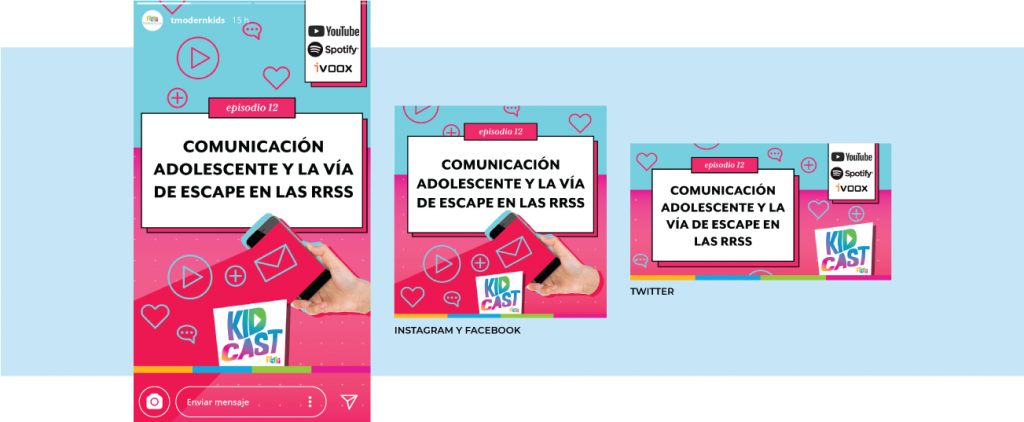 tmodernkids 15 h
YouTube
Spotify
iVOOX
episodio 12
COMUNICACIÓN
ADOLESCENTE Y LA VÍA
DE ESCAPE EN LAS RRSS
KID
CAST
Enviar mensaje
episodio 12
COMUNICACIÓN
ADOLESCENTE Y LA VÍA
DE ESCAPE EN LAS RRSS
KID
CAST
INSTAGRAM Y FACEBOOK
episodio 12
COMUNICACIÓN
ADOLESCENTE Y LA
VÍA DE ESCAPE EN
LAS RRSS
YouTube
Spotify
iVOOX
KID
CAST
TWITTER